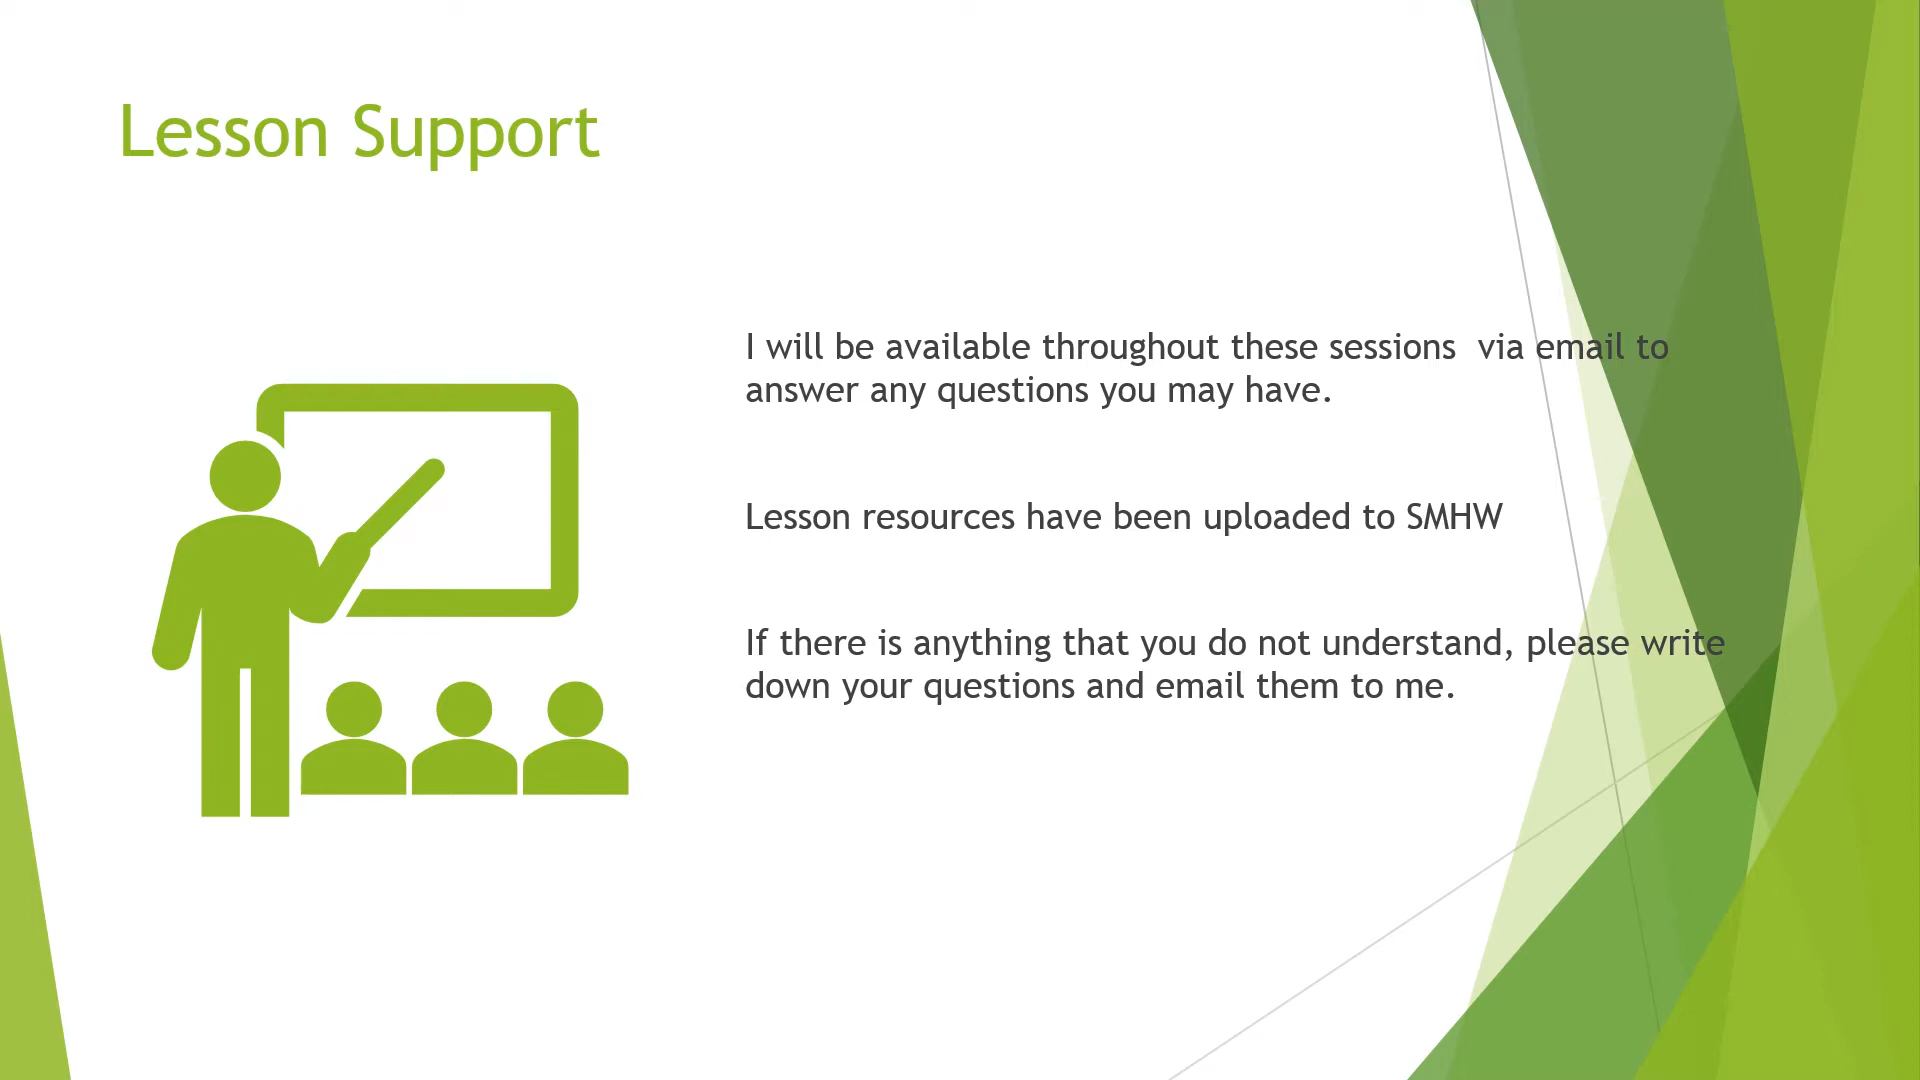 Lesson Support
I will be available throughout these sessions  via email to
answer any questions you may have.
Lesson resources have been uploaded to SMHW
If there is anything that you do not understand, please write
down your questions and email them to me.